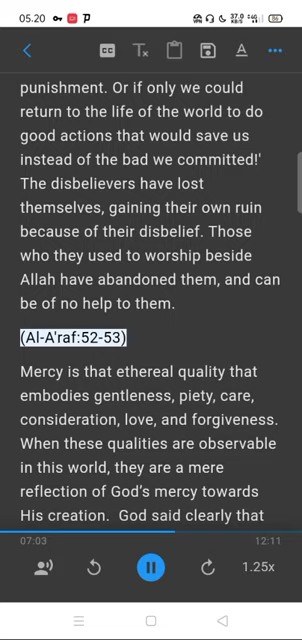 05.20
37.0
KB/S
86
CC
punishment. Or if only we could
return to the life of the world to do
good actions that would save us
instead of the bad we committed!'
The disbelievers have lost
themselves, gaining their own ruin
because of their disbelief. Those
who they used to worship beside
Allah have abandoned them, and can
be of no help to them.
(Al-A'raf:52-53)
Mercy is that ethereal quality that
embodies gentleness, piety, care,
consideration, love, and forgiveness.
When these qualities are observable
in this world, they are a mere
reflection of God's mercy towards
His creation.  God said clearly that
07:03 12:11
1.25x